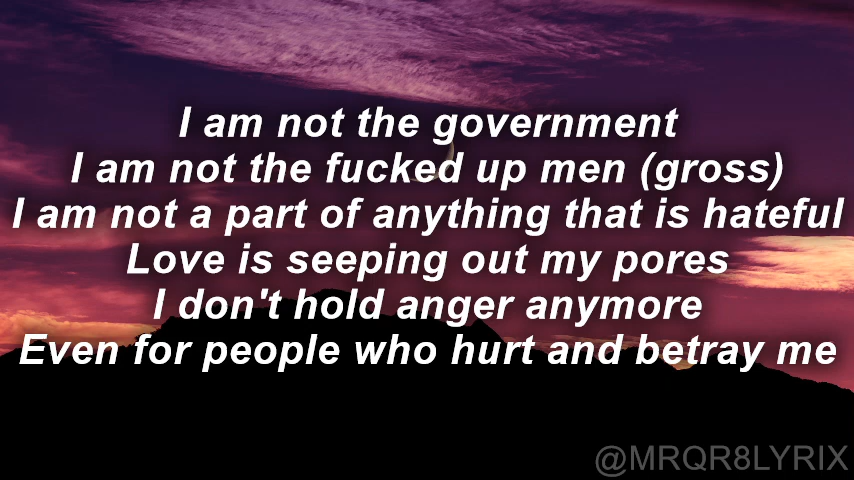 I am not the government
I am not the fucked up men (gross)
I am not a part of anything that is hateful
Love is seeping out my pores
I don't hold anger anymore
Even for people who hurt and betray me
@MRQR8LYRIX